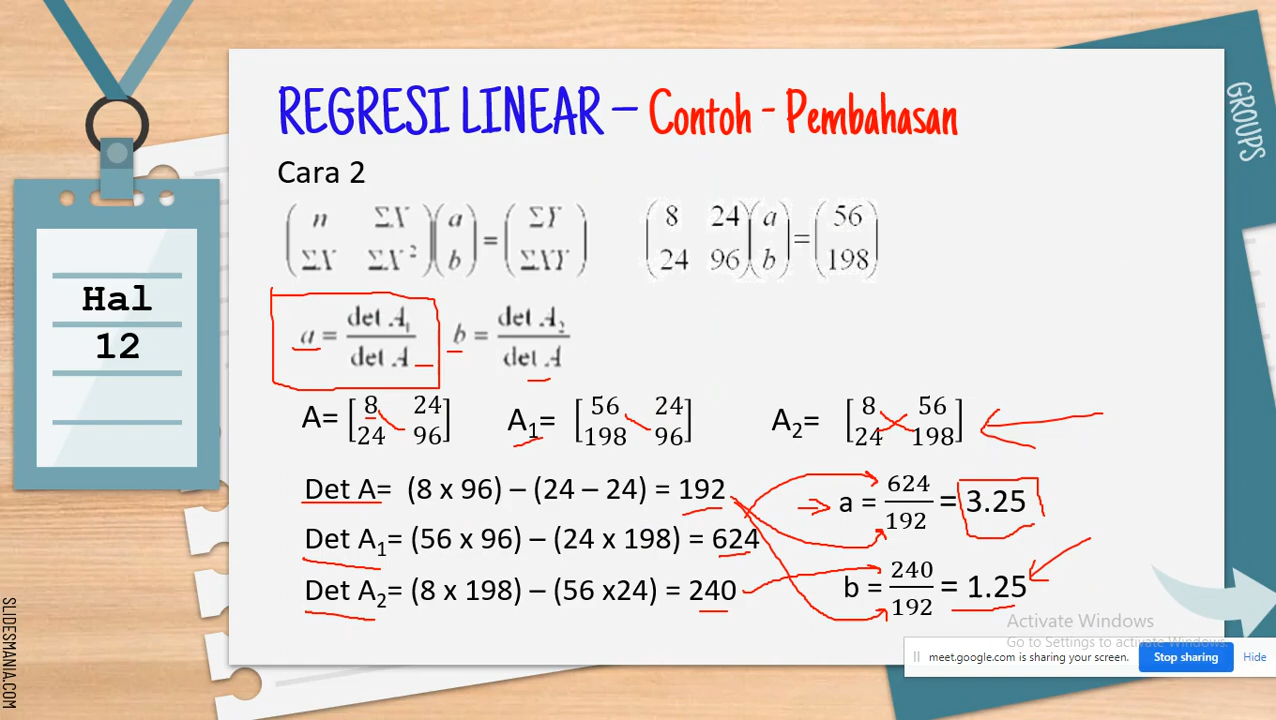 REGRESI LINEAR – Contoh - Pembahasan
GROUPS
Cara 2
Hal
12
( n ΣX ) ( a ) = ( ΣY )
( ΣX ΣX² ) ( b ) ( ΣXY )
( 8 24 ) ( a ) = ( 56 )
( 24 96 ) ( b ) ( 198 )
a = det A₁ / det A
b = det A₂ / det A
A= [ 8 24 ] A₁= [ 56 24 ] A₂= [ 8 56 ]
[ 24 96 ] [ 198 96 ] [ 24 198 ]
Det A= (8 x 96) – (24 – 24) = 192
a = 624/192 = 3.25
Det A₁= (56 x 96) – (24 x 198) = 624
Det A₂= (8 x 198) – (56 x24) = 240
b = 240/192 = 1.25
Activate Windows
Go to Settings to activate Windows.
meet.google.com is sharing your screen. Stop sharing Hide
SLIDESMANIA.COM